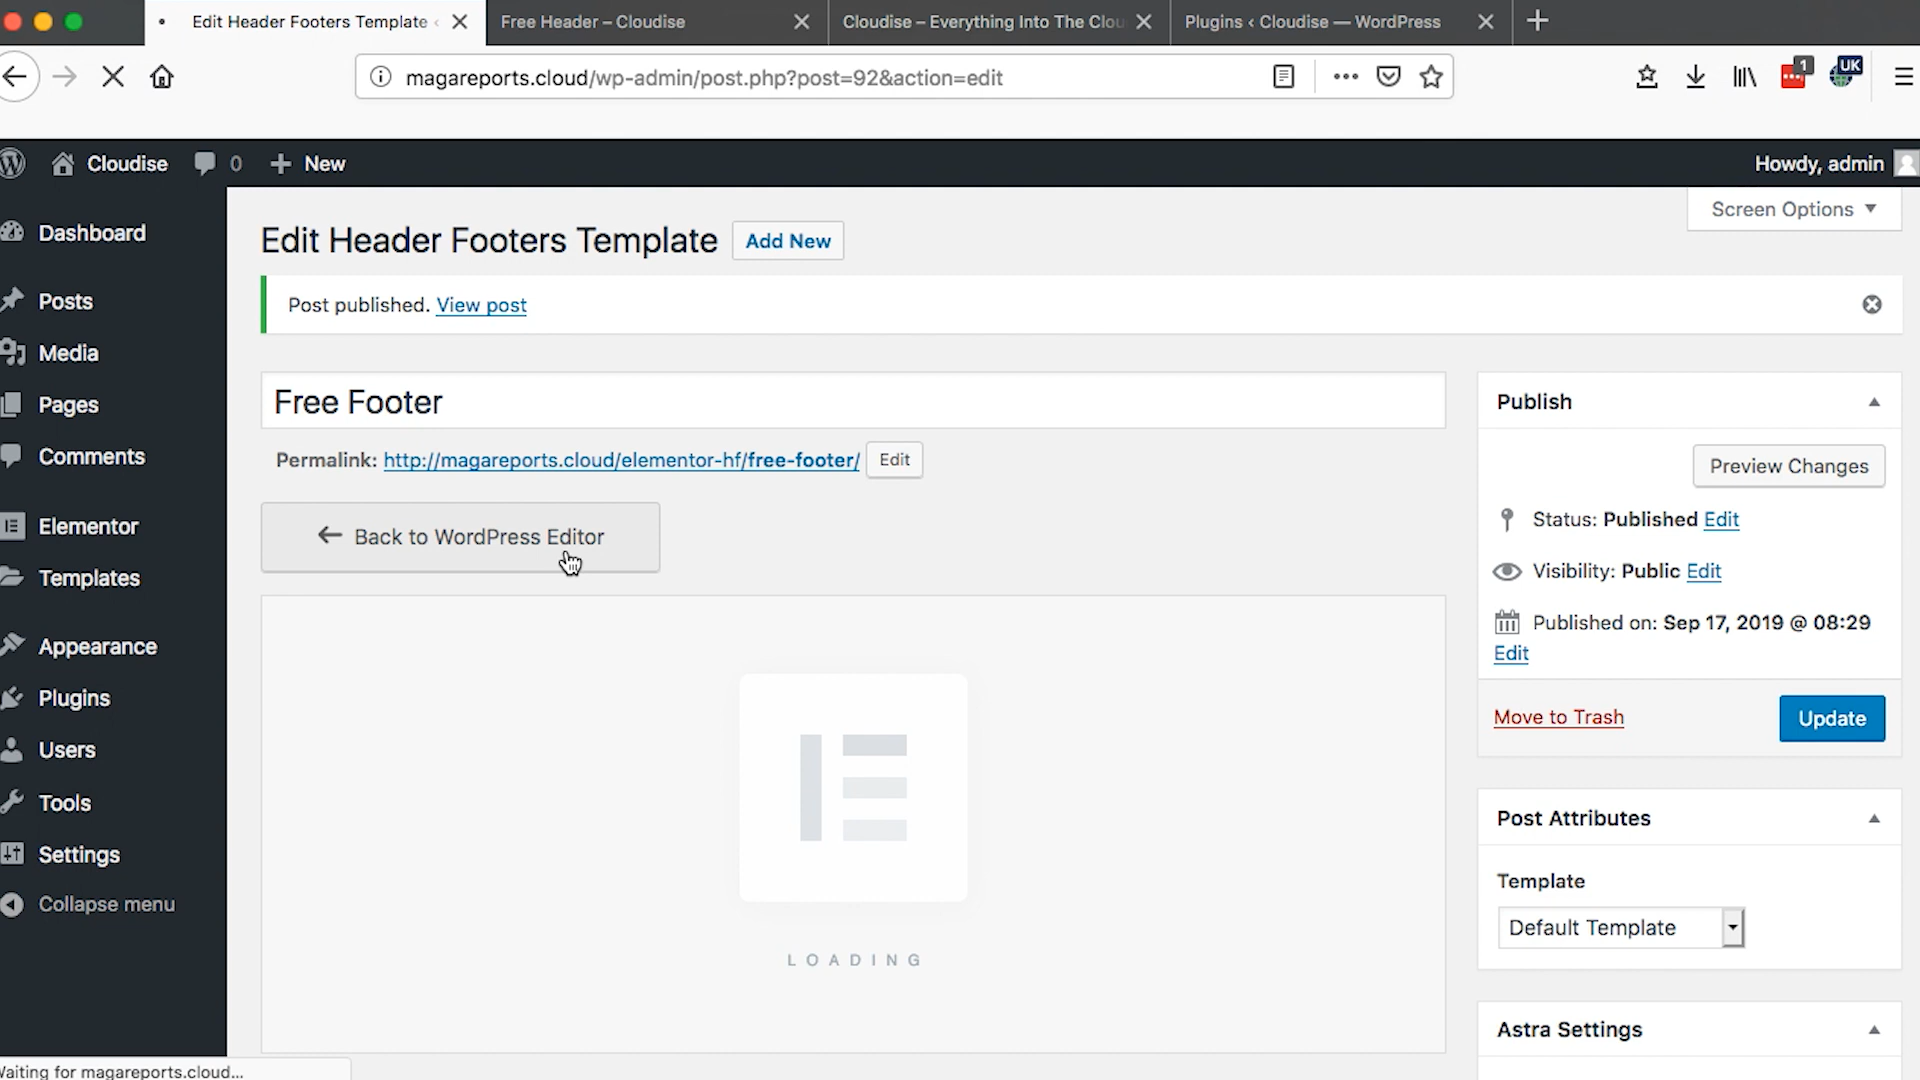 Edit Header Footers Template
Free Header – Cloudise
Cloudise – Everything Into The Clou
Plugins ‹ Cloudise — WordPress
magareports.cloud/wp-admin/post.php?post=92&action=edit
1
UK
Cloudise
0
New
Howdy, admin
Screen Options
Dashboard
Posts
Media
Pages
Comments
Elementor
Templates
Appearance
Plugins
Users
Tools
Settings
Collapse menu
Edit Header Footers Template
Add New
Post published. View post
Free Footer
Permalink: http://magareports.cloud/elementor-hf/free-footer/ Edit
← Back to WordPress Editor
LOADING
Publish
Preview Changes
Status: Published Edit
Visibility: Public Edit
Published on: Sep 17, 2019 @ 08:29
Edit
Move to Trash
Update
Post Attributes
Template
Default Template
Astra Settings
Waiting for magareports.cloud...